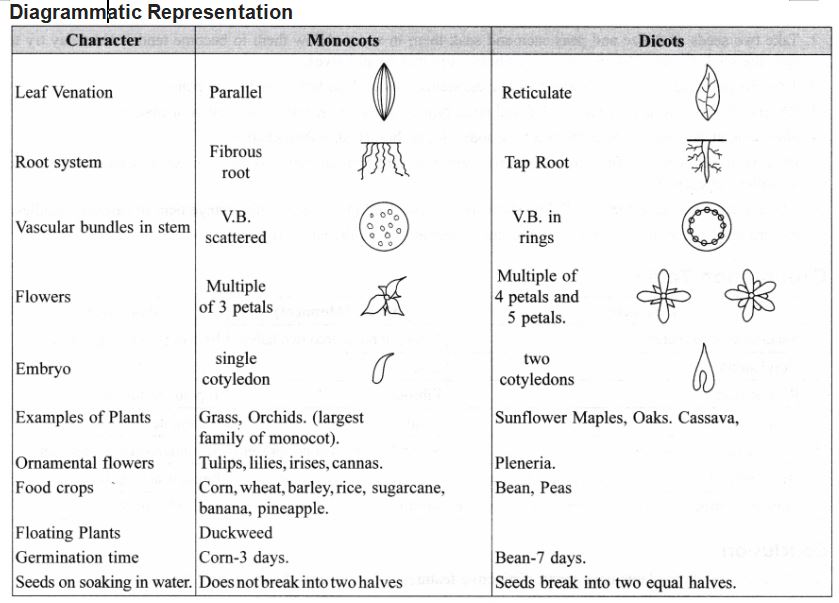 Diagrammatic Representation
Character Monocots Dicots
Leaf Venation Parallel Reticulate
Root system Fibrous root Tap Root
Vascular bundles in stem V.B. scattered V.B. in rings
Flowers Multiple of 3 petals Multiple of 4 petals and 5 petals.
Embryo single cotyledon two cotyledons
Examples of Plants Grass, Orchids. (largest family of monocot). Sunflower Maples, Oaks. Cassava,
Ornamental flowers Tulips, lilies, irises, cannas. Pleneria.
Food crops Corn, wheat, barley, rice, sugarcane, banana, pineapple. Bean, Peas
Floating Plants Duckweed
Germination time Corn-3 days. Bean-7 days.
Seeds on soaking in water. Does not break into two halves Seeds break into two equal halves.